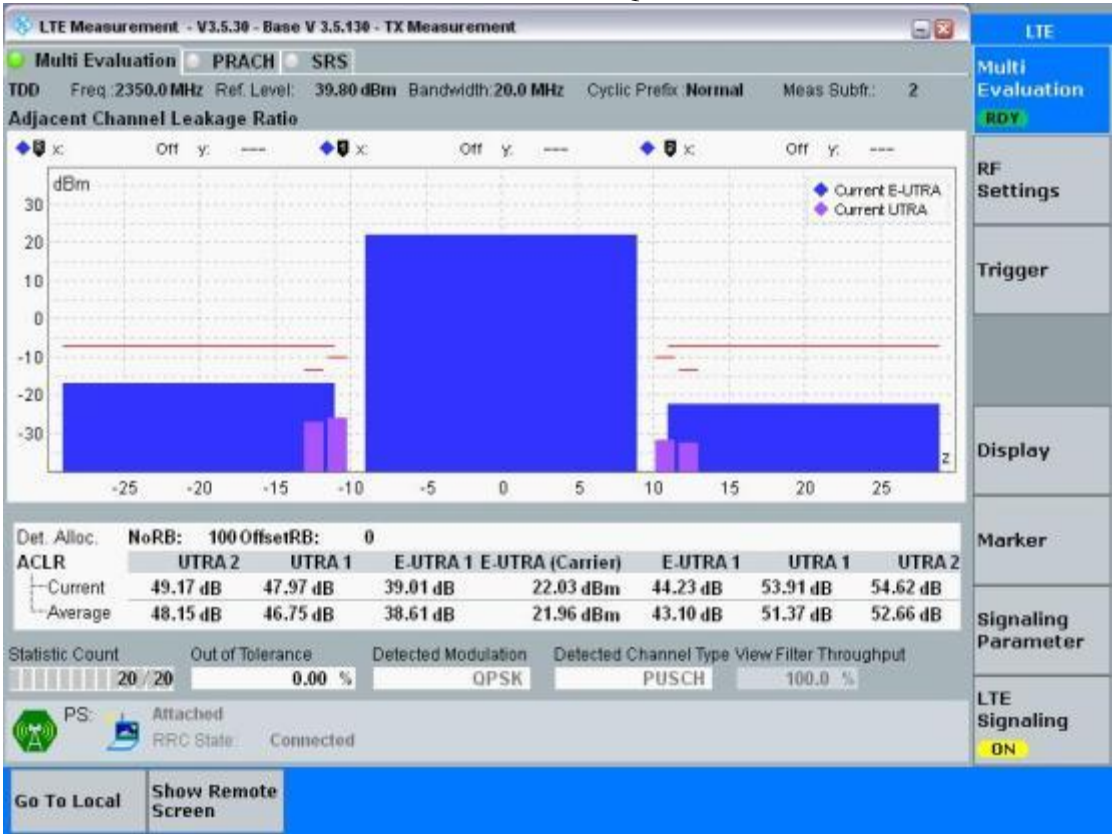 LTE Measurement - V3.5.30 - Base V 3.5.130 - TX Measurement
Multi Evaluation PRACH SRS
TDD Freq.:2350.0 MHz Ref. Level: 39.80 dBm Bandwidth:20.0 MHz Cyclic Prefix :Normal Meas Subfr.: 2
Adjacent Channel Leakage Ratio
x: Off y: --- x: Off y: --- x: Off y: ---
dBm
Current E-UTRA
Current UTRA
30
20
10
0
-10
-20
-30
z
-25 -20 -15 -10 -5 0 5 10 15 20 25
Det. Alloc. NoRB: 100 OffsetRB: 0
ACLR UTRA 2 UTRA 1 E-UTRA 1 E-UTRA (Carrier) E-UTRA 1 UTRA 1 UTRA 2
Current 49.17 dB 47.97 dB 39.01 dB 22.03 dBm 44.23 dB 53.91 dB 54.62 dB
Average 48.15 dB 46.75 dB 38.61 dB 21.96 dBm 43.10 dB 51.37 dB 52.66 dB
Statistic Count Out of Tolerance Detected Modulation Detected Channel Type View Filter Throughput
20 / 20 0.00 % QPSK PUSCH 100.0 %
PS: Attached
RRC State: Connected
Go To Local
Show Remote
Screen
LTE
Multi
Evaluation
RDY
RF
Settings
Trigger
Display
Marker
Signaling
Parameter
LTE
Signaling
ON